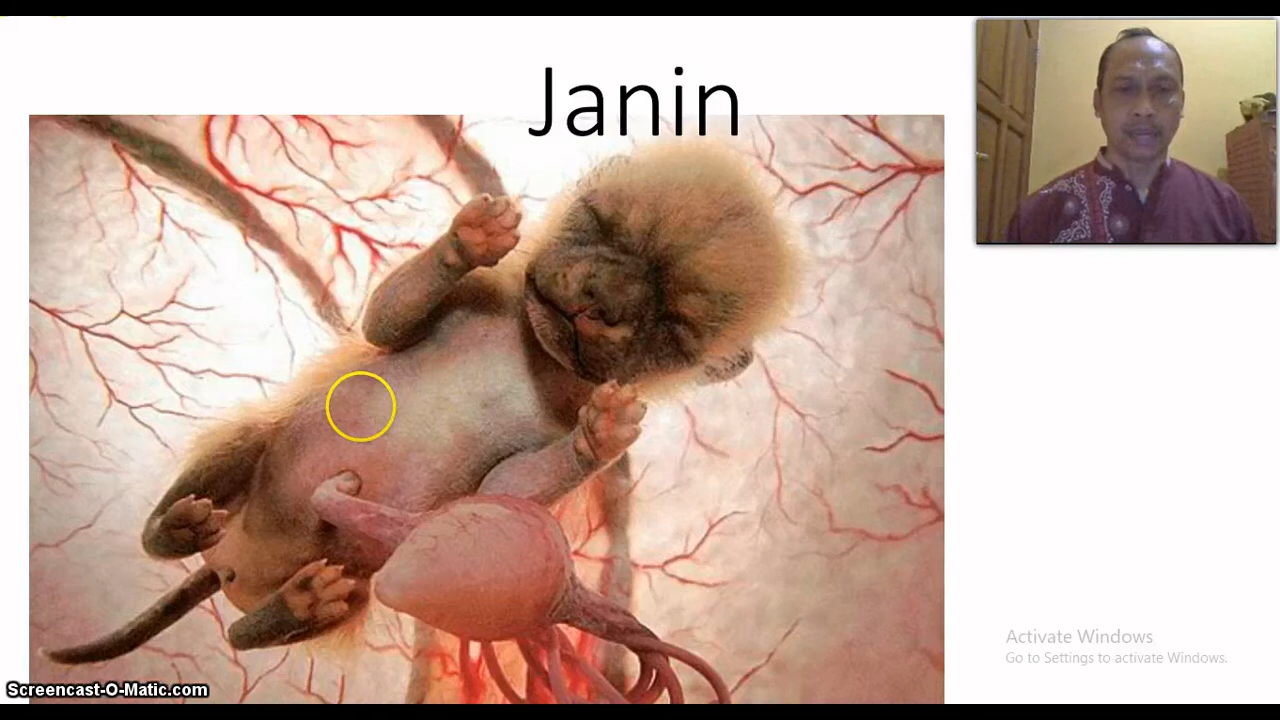 Janin
Activate Windows
Go to Settings to activate Windows.
Screencast-O-Matic.com